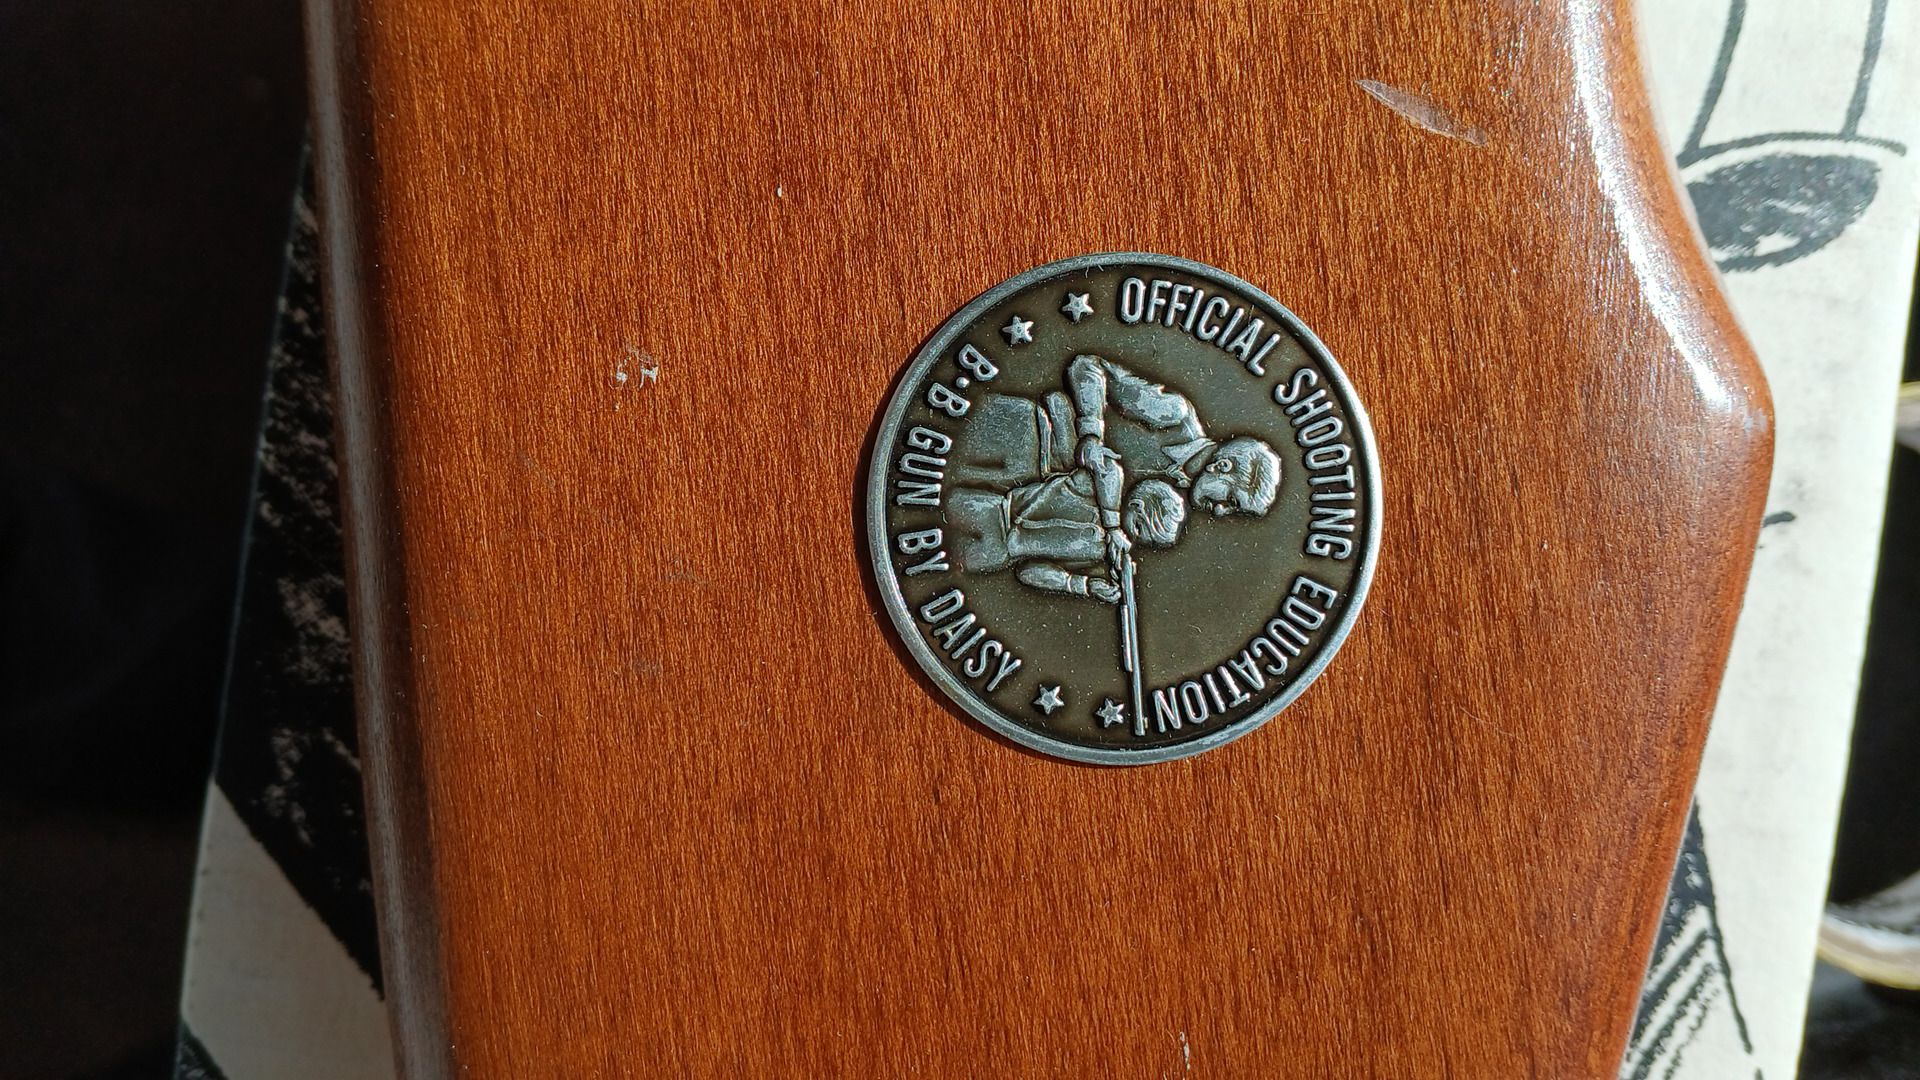 OFFICIAL SHOOTING EDUCATION
B·B GUN BY DAISY